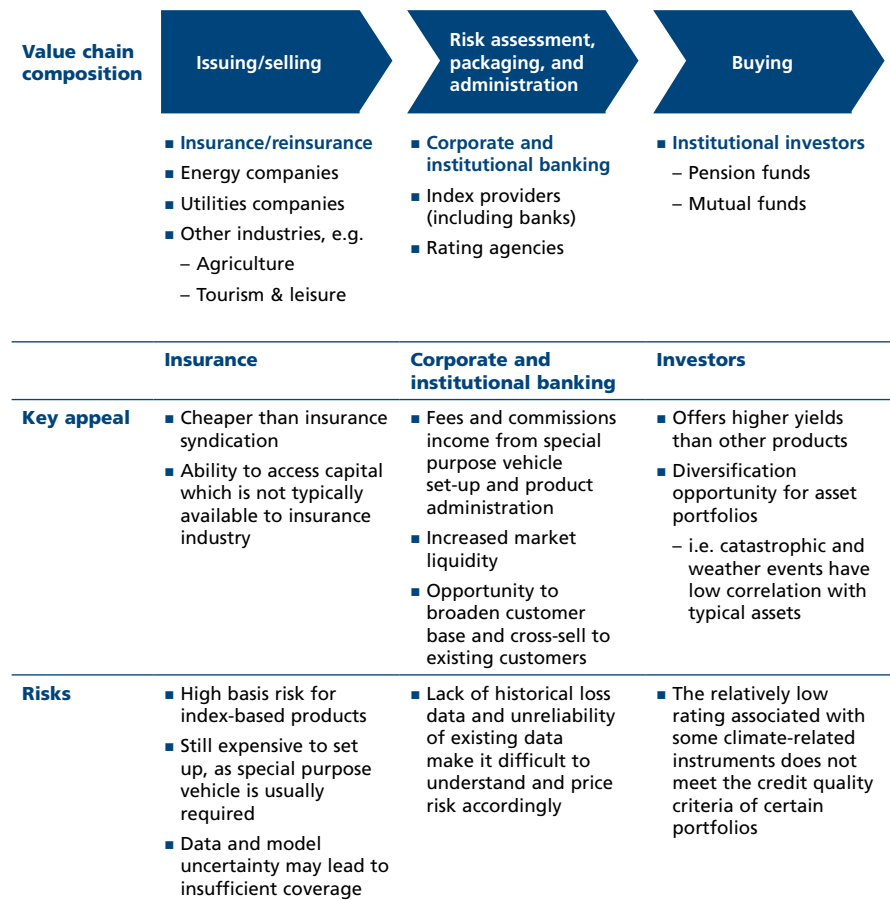 Value chain
composition
Issuing/selling
Risk assessment,
packaging, and
administration
Buying
■ Insurance/reinsurance
■ Energy companies
■ Utilities companies
■ Other industries, e.g.
– Agriculture
– Tourism & leisure
■ Corporate and
institutional banking
■ Index providers
(including banks)
■ Rating agencies
■ Institutional investors
– Pension funds
– Mutual funds
Insurance
Corporate and
institutional banking
Investors
Key appeal
■ Cheaper than insurance
syndication
■ Ability to access capital
which is not typically
available to insurance
industry
■ Fees and commissions
income from special
purpose vehicle
set-up and product
administration
■ Increased market
liquidity
■ Opportunity to
broaden customer
base and cross-sell to
existing customers
■ Offers higher yields
than other products
■ Diversification
opportunity for asset
portfolios
– i.e. catastrophic and
weather events have
low correlation with
typical assets
Risks
■ High basis risk for
index-based products
■ Still expensive to set
up, as special purpose
vehicle is usually
required
■ Data and model
uncertainty may lead to
insufficient coverage
■ Lack of historical loss
data and unreliability
of existing data
make it difficult to
understand and price
risk accordingly
■ The relatively low
rating associated with
some climate-related
instruments does not
meet the credit quality
criteria of certain
portfolios